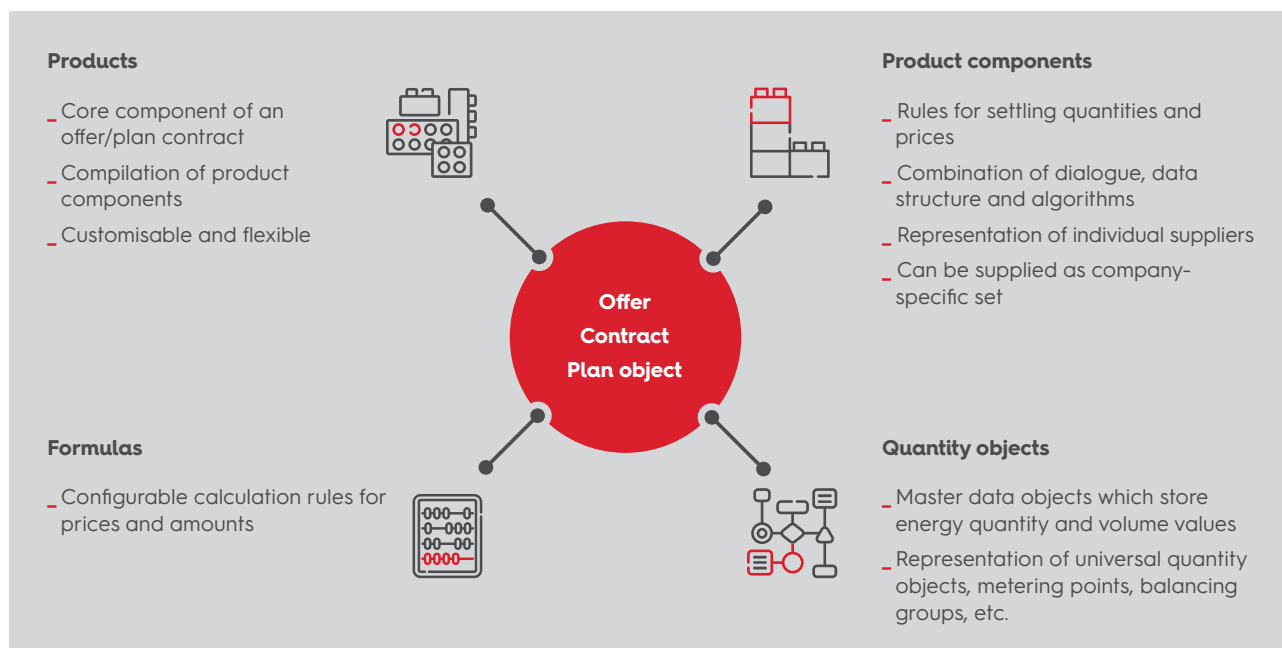 Products
_ Core component of an
offer/plan contract
_ Compilation of product
components
_ Customisable and flexible
Product components
_ Rules for settling quantities and
prices
_ Combination of dialogue, data
structure and algorithms
_ Representation of individual suppliers
_ Can be supplied as company-
specific set
Offer
Contract
Plan object
Formulas
_ Configurable calculation rules for
prices and amounts
Quantity objects
_ Master data objects which store
energy quantity and volume values
_ Representation of universal quantity
objects, metering points, balancing
groups, etc.